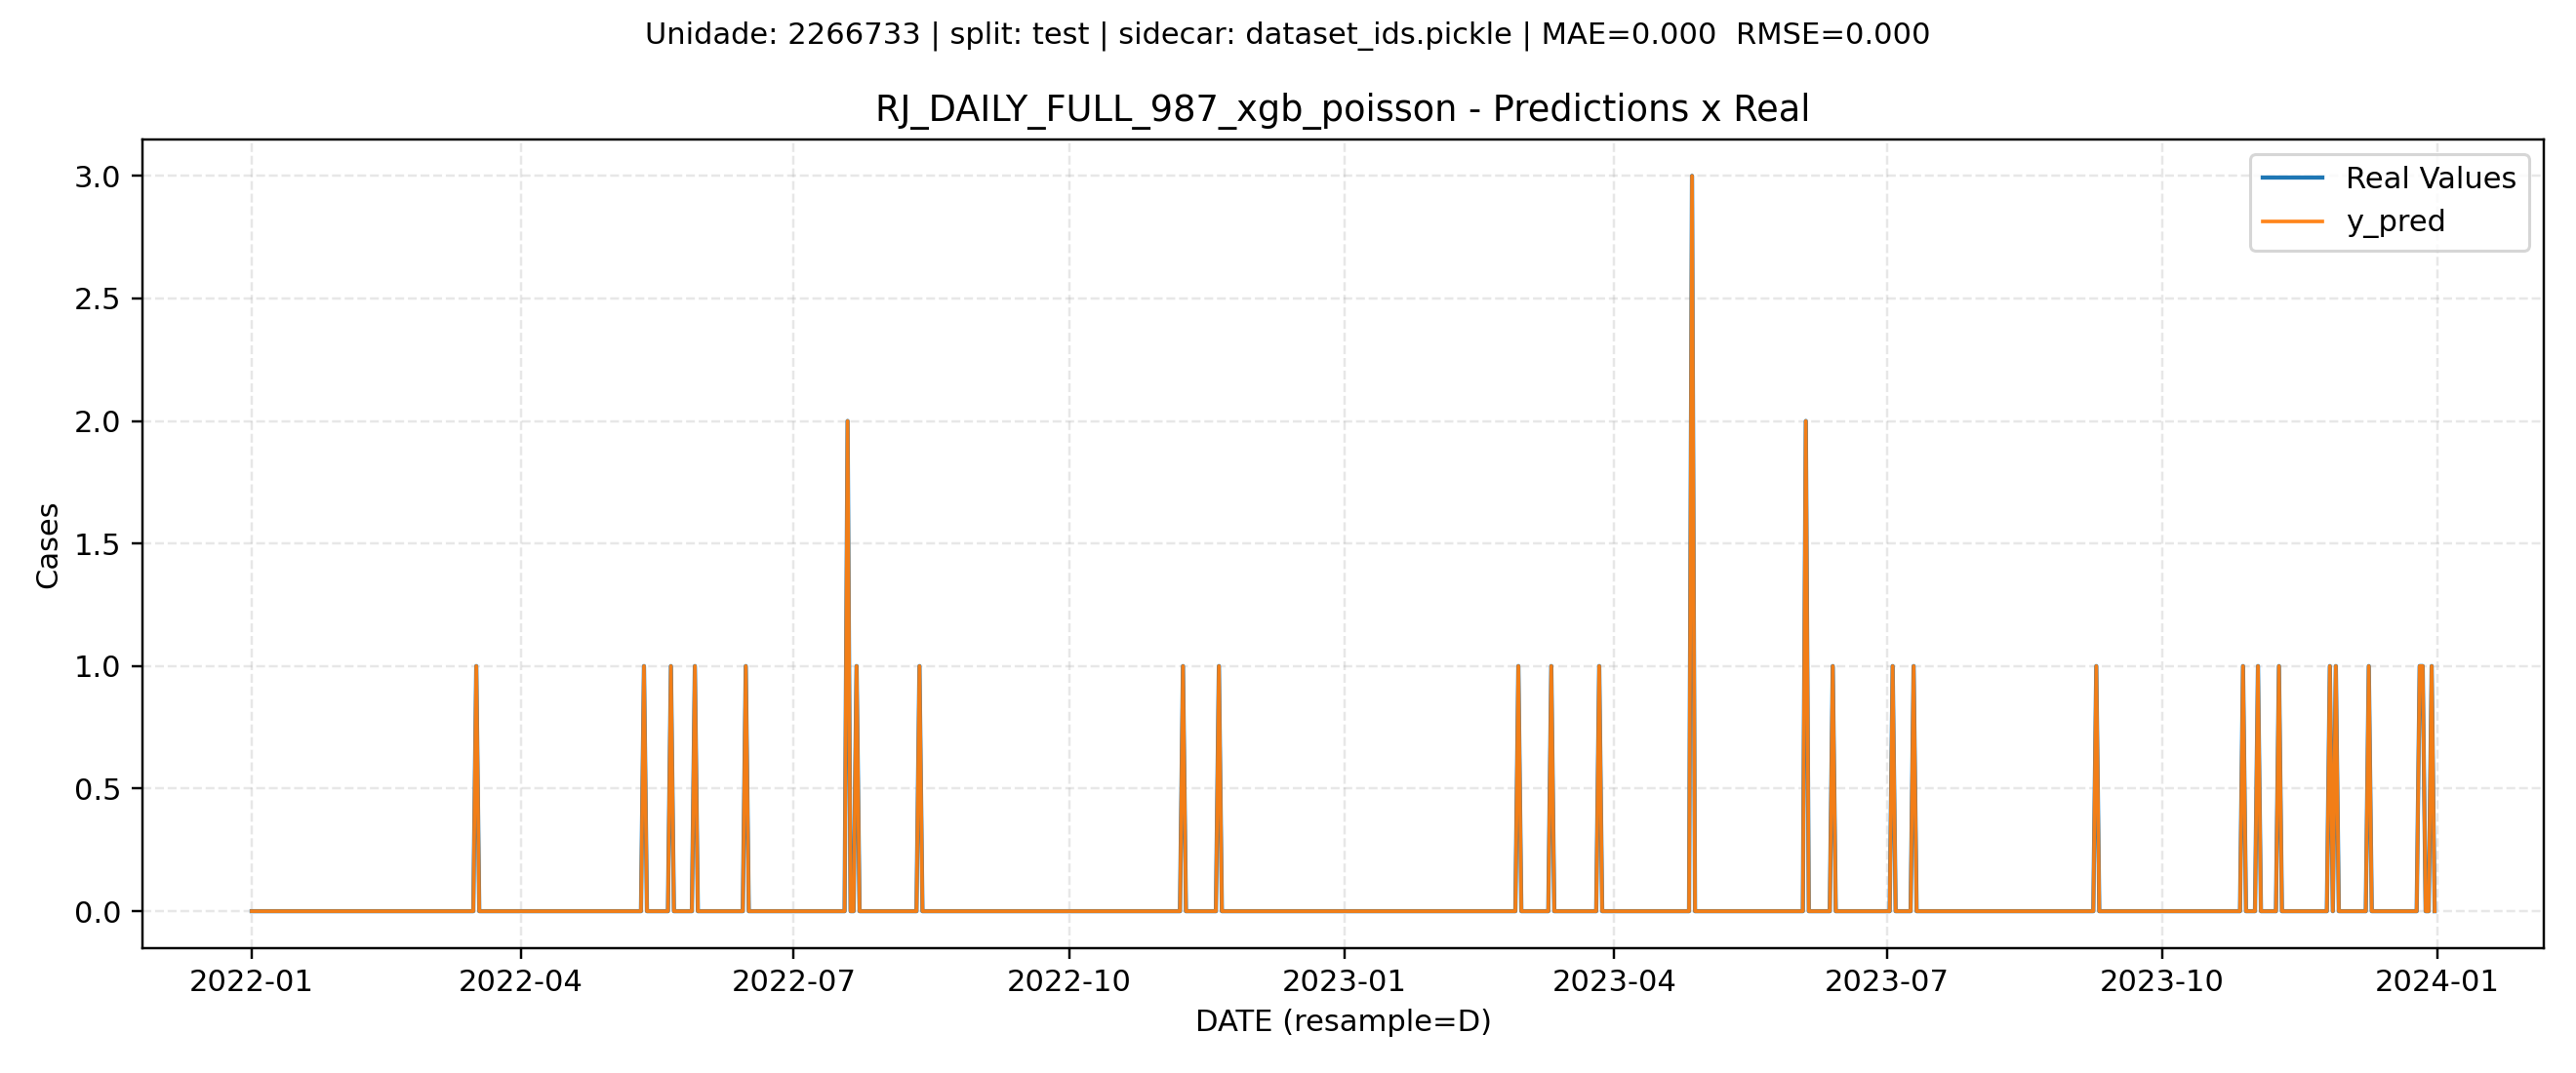 Unidade: 2266733 | split: test | sidecar: dataset_ids.pickle | MAE=0.000  RMSE=0.000
RJ_DAILY_FULL_987_xgb_poisson - Predictions x Real
Real Values
y_pred
Cases
3.0
2.5
2.0
1.5
1.0
0.5
0.0
2022-01
2022-04
2022-07
2022-10
2023-01
2023-04
2023-07
2023-10
2024-01
DATE (resample=D)